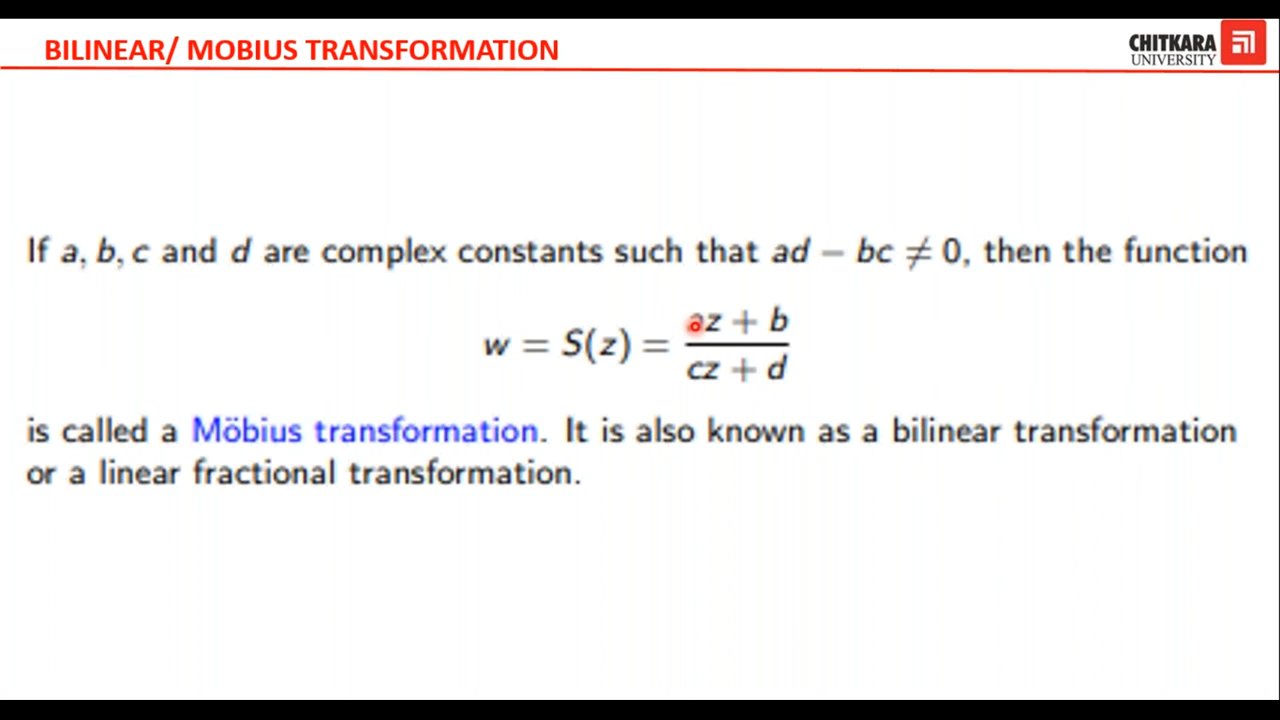 BILINEAR/ MOBIUS TRANSFORMATION
CHITKARA
UNIVERSITY
If a, b, c and d are complex constants such that ad − bc ≠ 0, then the function
w = S(z) = az + b / cz + d
is called a Möbius transformation. It is also known as a bilinear transformation
or a linear fractional transformation.